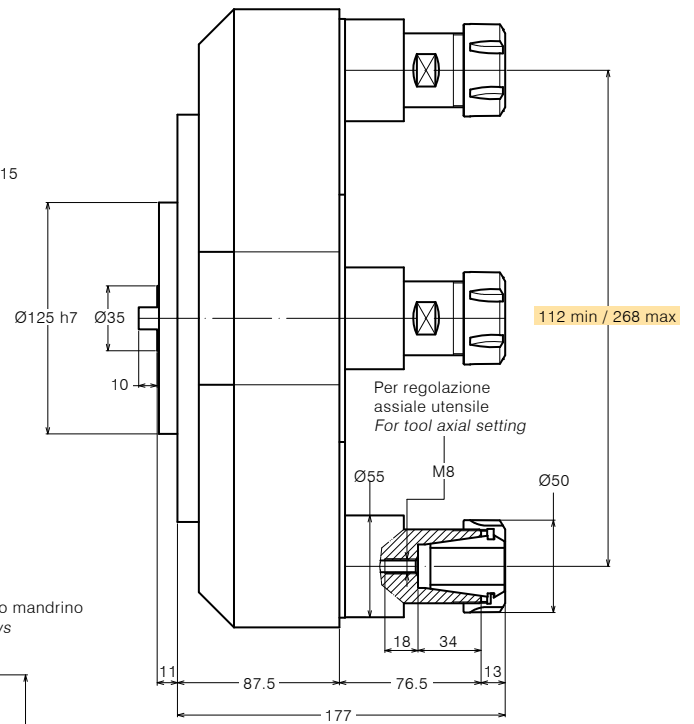 15
Ø125 h7
Ø35
112 min / 268 max
10
Per regolazione
assiale utensile
For tool axial setting
M8
Ø55
Ø50
o mandrino
18
34
11
87.5
76.5
13
177